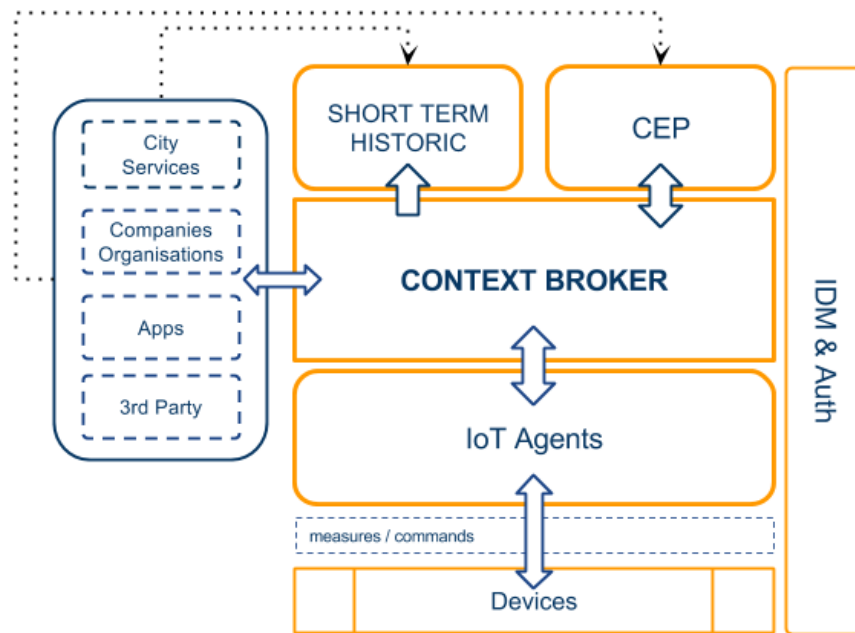 SHORT TERM
HISTORIC
CEP
City
Services
Companies
Organisations
Apps
3rd Party
CONTEXT BROKER
IoT Agents
measures / commands
Devices
IDM & Auth